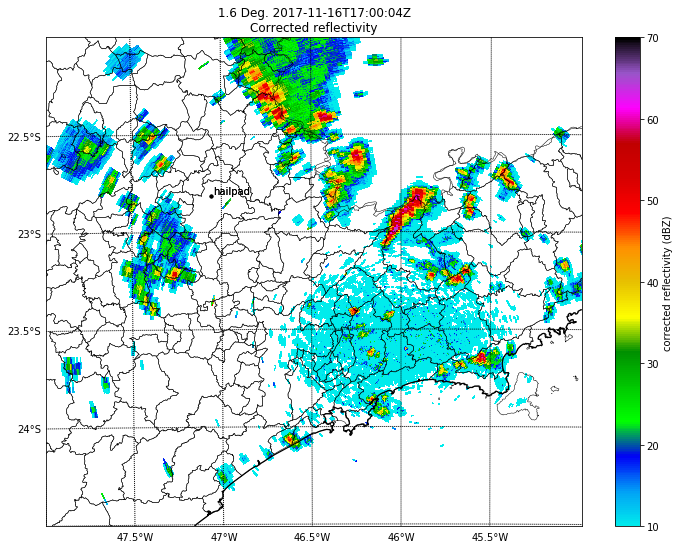 1.6 Deg. 2017-11-16T17:00:04Z
Corrected reflectivity
22.5°S
23°S
23.5°S
24°S
47.5°W
47°W
46.5°W
46°W
45.5°W
hailpad
70
60
50
40
30
20
10
corrected reflectivity (dBZ)